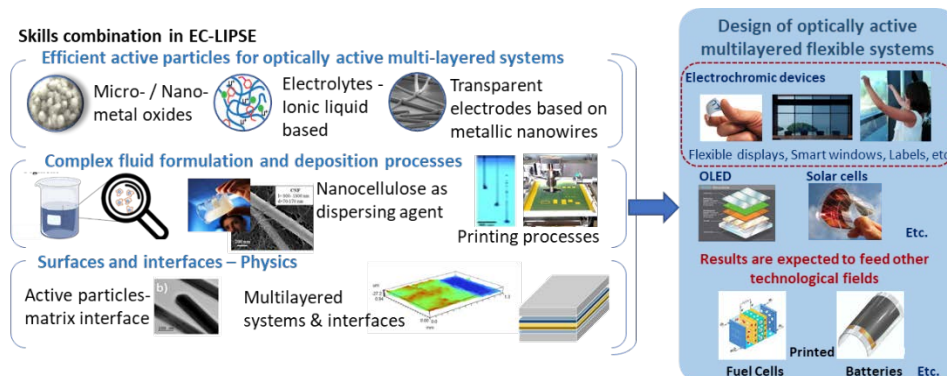 Skills combination in EC-LIPSE
Efficient active particles for optically active multi-layered systems
Micro- / Nano-
metal oxides
Electrolytes -
Ionic liquid
based
Transparent
electrodes based on
metallic nanowires
Complex fluid formulation and deposition processes
CNF
Nanocellulose as
dispersing agent
Printing processes
Surfaces and interfaces – Physics
Active particles-
matrix interface
b)
Multilayered
systems & interfaces
Design of optically active
multilayered flexible systems
Electrochromic devices
Flexible displays, Smart windows, Labels, etc
OLED
Solar cells
Etc.
Results are expected to feed other
technological fields
Printed
Fuel Cells
Batteries
Etc.